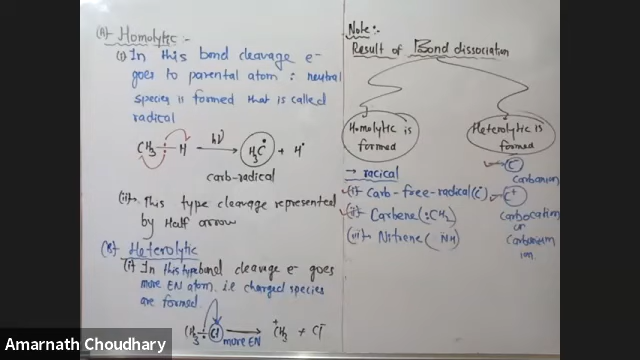 (A) Homolytic :-
(i) In this bond cleavage e-
goes to parental atom : neutral
species is formed that is called
radical
CH3 : H hν → H3C• + H•
carb-radical
(ii) This type cleavage represented
by Half arrow
(B) Heterolytic
(i) In this type bond cleavage e- goes
more EN atom. i.e charged species
are formed
CH3 : Cl → +CH3 + Cl-
more EN
Note:-
Result of Bond dissociation
Homolytic is
formed
Heterolytic is
formed
→ racical
(i) Carb-free-radical (C•)
(ii) Carbene (:CH2)
(iii) Nitrene (NH)
C-
Carbanion
C+
Carbocation
or
Carbonium
ion
Amarnath Choudhary